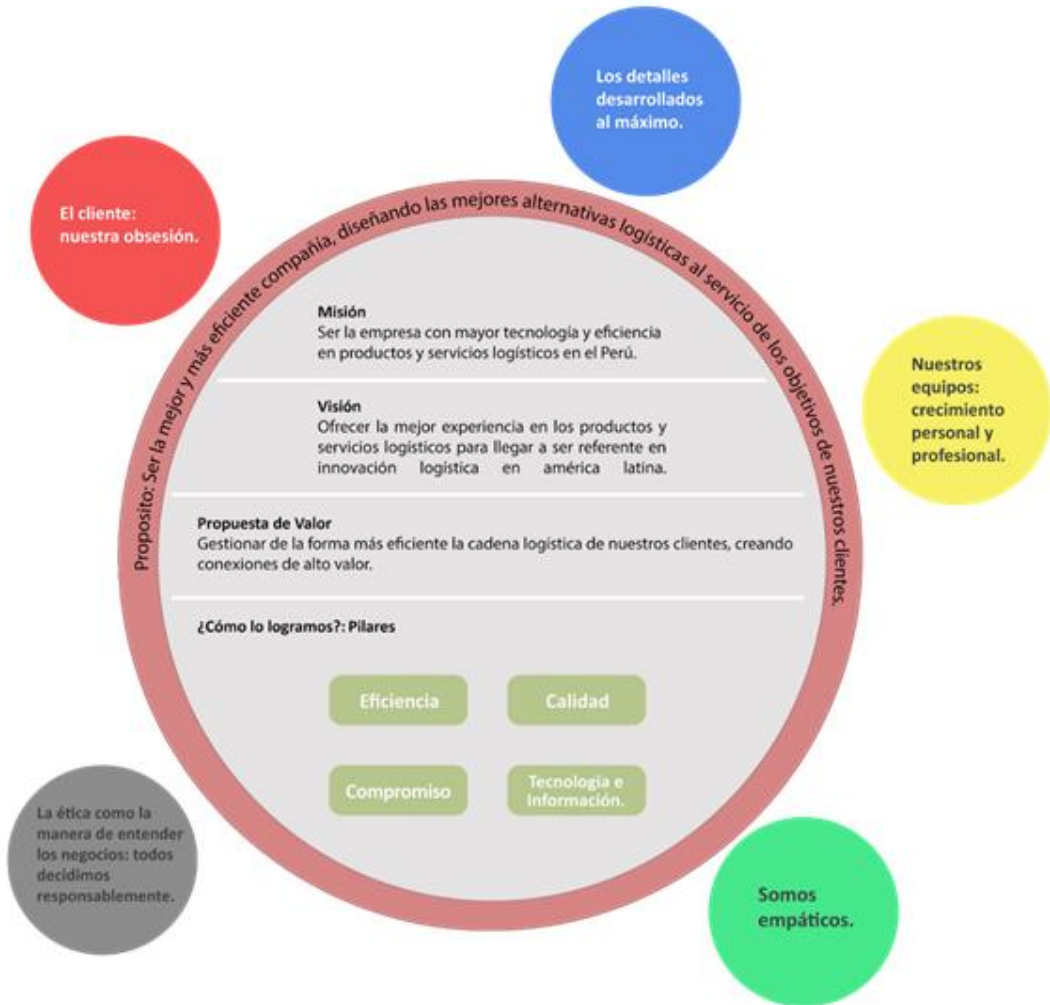 Los detalles
desarrollados
al máximo.
El cliente:
nuestra obsesión.
Proposito: Ser la mejor y más eficiente compañia, diseñando las mejores alternativas logísticas al servicio de los objetivos de nuestros clientes.
Misión
Ser la empresa con mayor tecnología y eficiencia
en productos y servicios logísticos en el Perú.
Nuestros
equipos:
crecimiento
personal y
profesional.
Visión
Ofrecer la mejor experiencia en los productos y
servicios logísticos para llegar a ser referente en
innovación logística en américa latina.
Propuesta de Valor
Gestionar de la forma más eficiente la cadena logística de nuestros clientes, creando
conexiones de alto valor.
¿Cómo lo logramos?: Pilares
Eficiencia
Calidad
Compromiso
Tecnología e
Información.
La ética como la
manera de entender
los negocios: todos
decidimos
responsablemente.
Somos
empáticos.